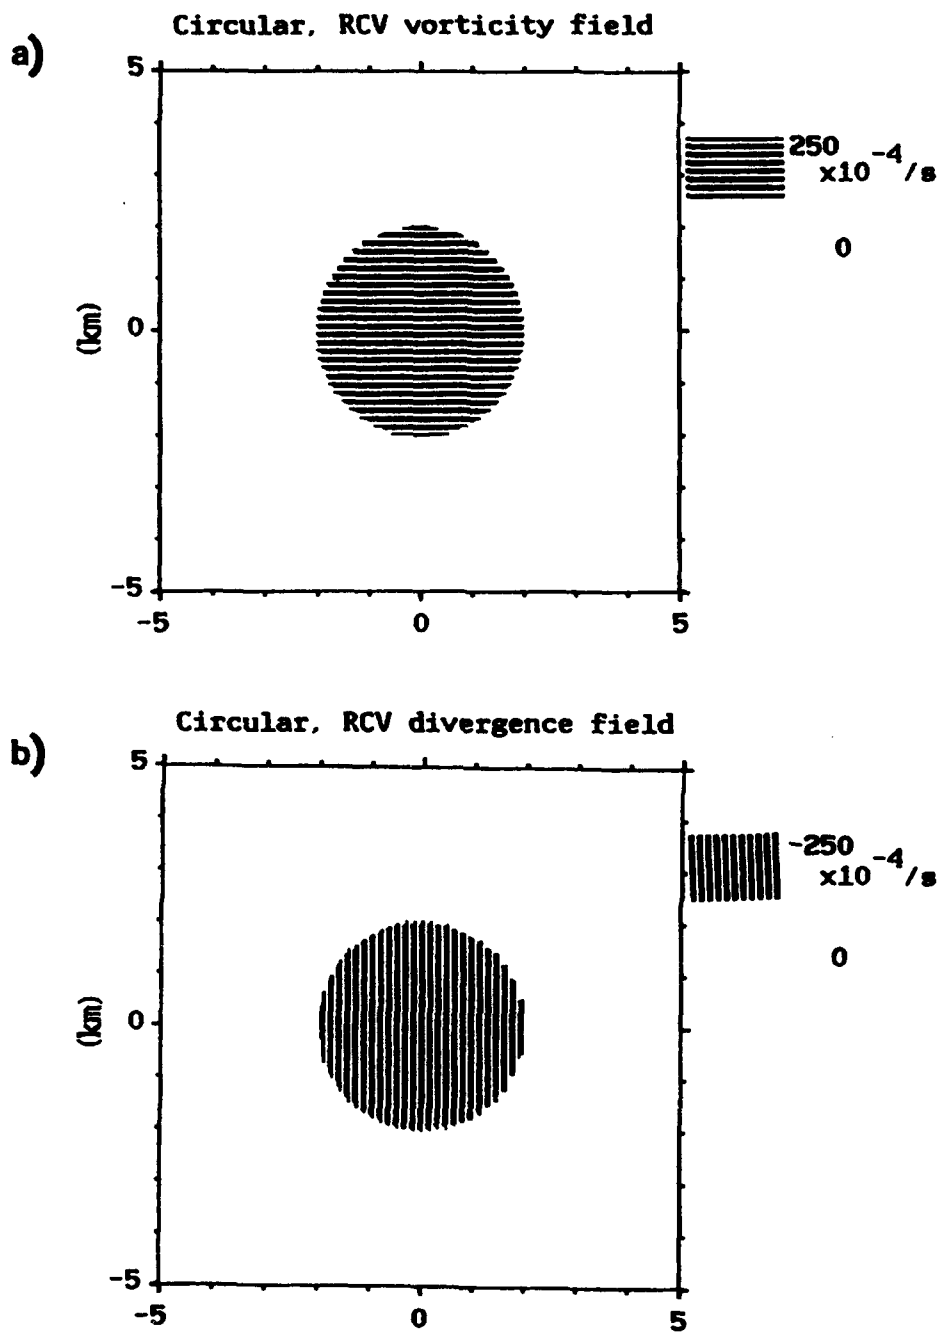 a)
Circular, RCV vorticity field
5
250
x10^-4/s
0
(km)
0
-5
-5 0 5
b)
Circular, RCV divergence field
5
-250
x10^-4/s
0
(km)
0
-5
-5 0 5